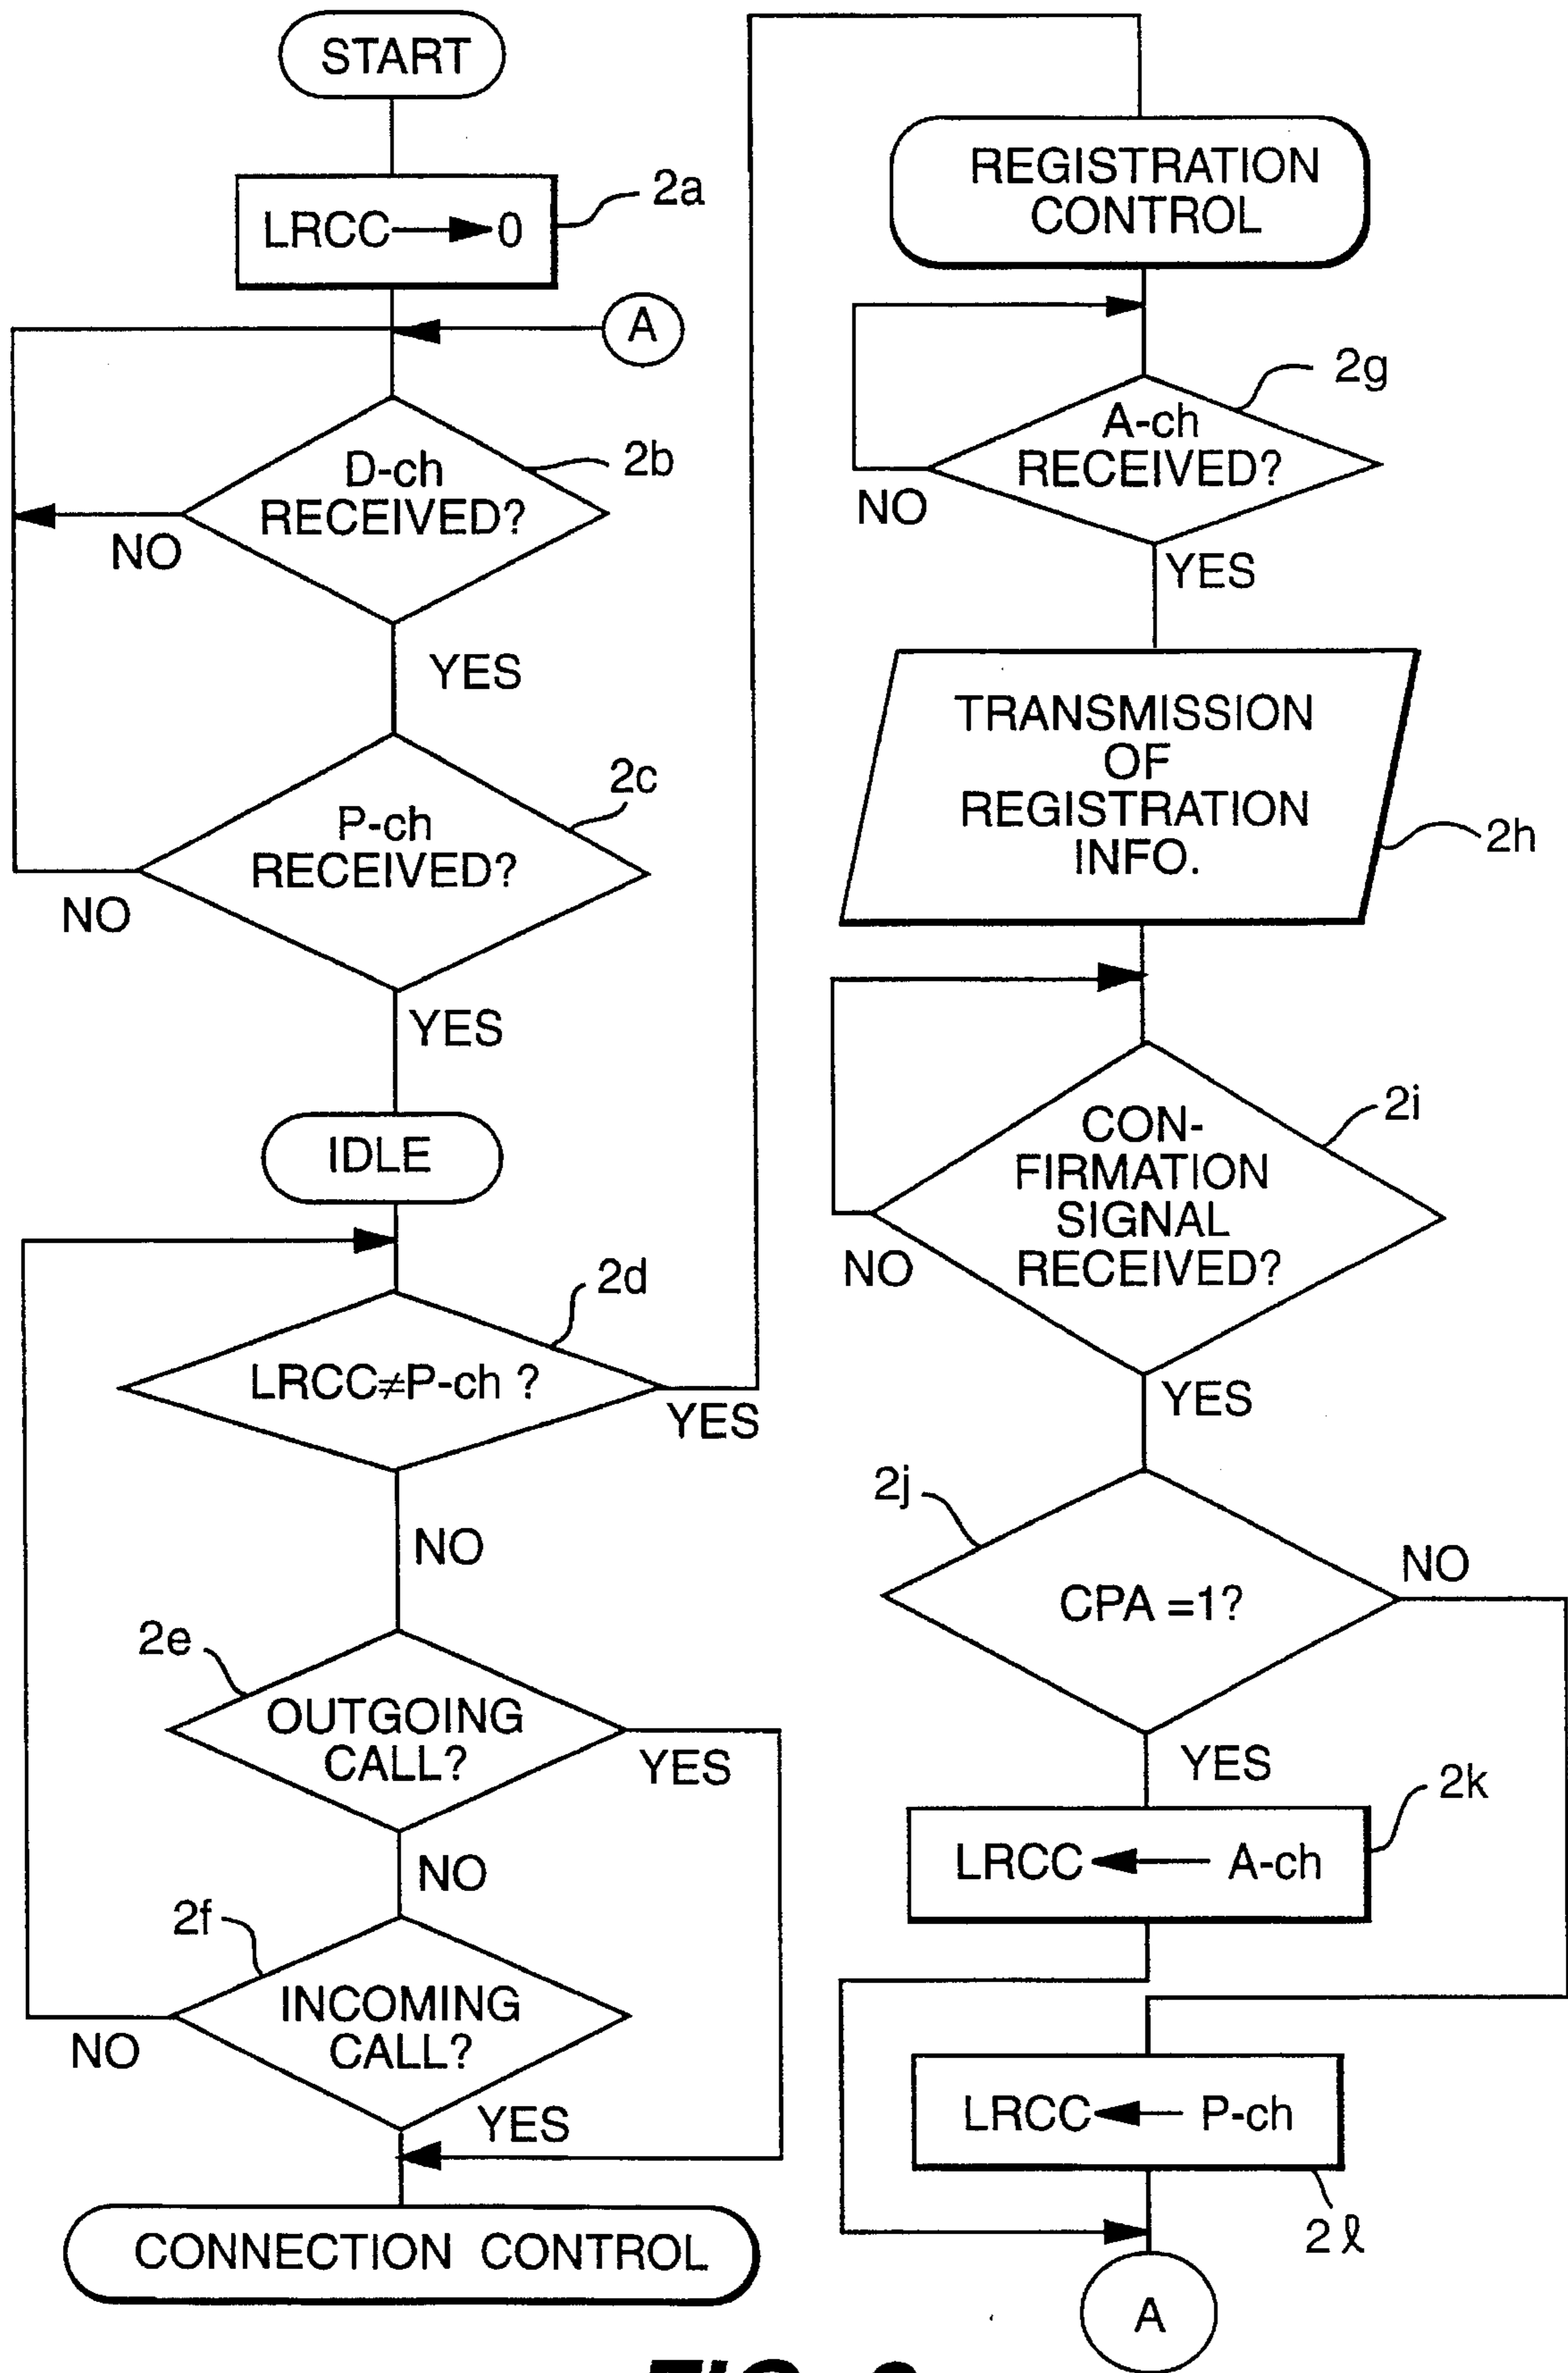 START
LRCC 0
2a
A
D-ch
RECEIVED?
2b
NO
YES
P-ch
RECEIVED?
2c
NO
YES
IDLE
LRCC≠P-ch ?
2d
YES
NO
2e
OUTGOING
CALL?
YES
NO
2f
INCOMING
CALL?
NO
YES
CONNECTION CONTROL
REGISTRATION
CONTROL
A-ch
RECEIVED?
2g
NO
YES
TRANSMISSION
OF
REGISTRATION
INFO.
2h
CON-
FIRMATION
SIGNAL
RECEIVED?
2i
NO
YES
2j
CPA =1?
NO
YES
2k
LRCC A-ch
LRCC P-ch
2ℓ
A